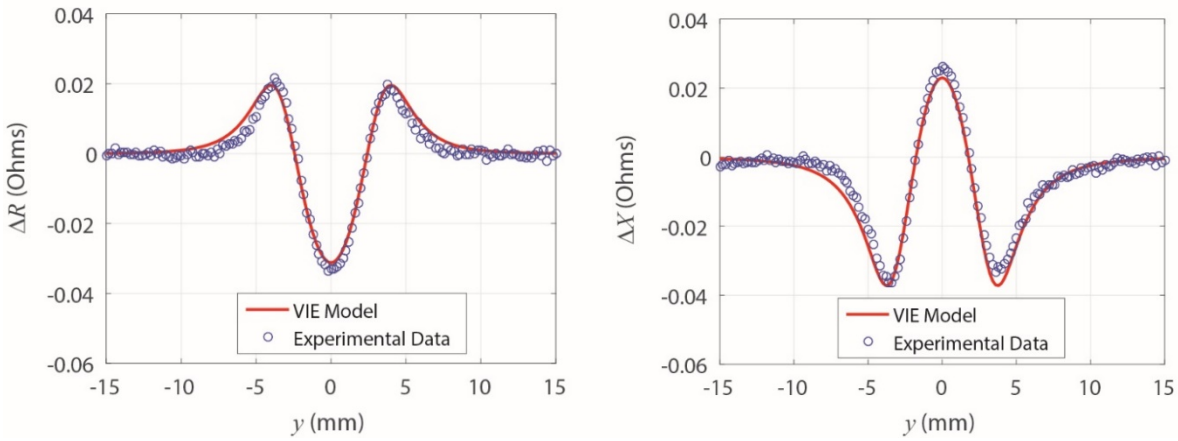 0.04
0.02
0
-0.02
-0.04
-0.06
ΔR (Ohms)
VIE Model
Experimental Data
-15 -10 -5 0 5 10 15
y (mm)
0.04
0.02
0
-0.02
-0.04
-0.06
ΔX (Ohms)
VIE Model
Experimental Data
-15 -10 -5 0 5 10 15
y (mm)